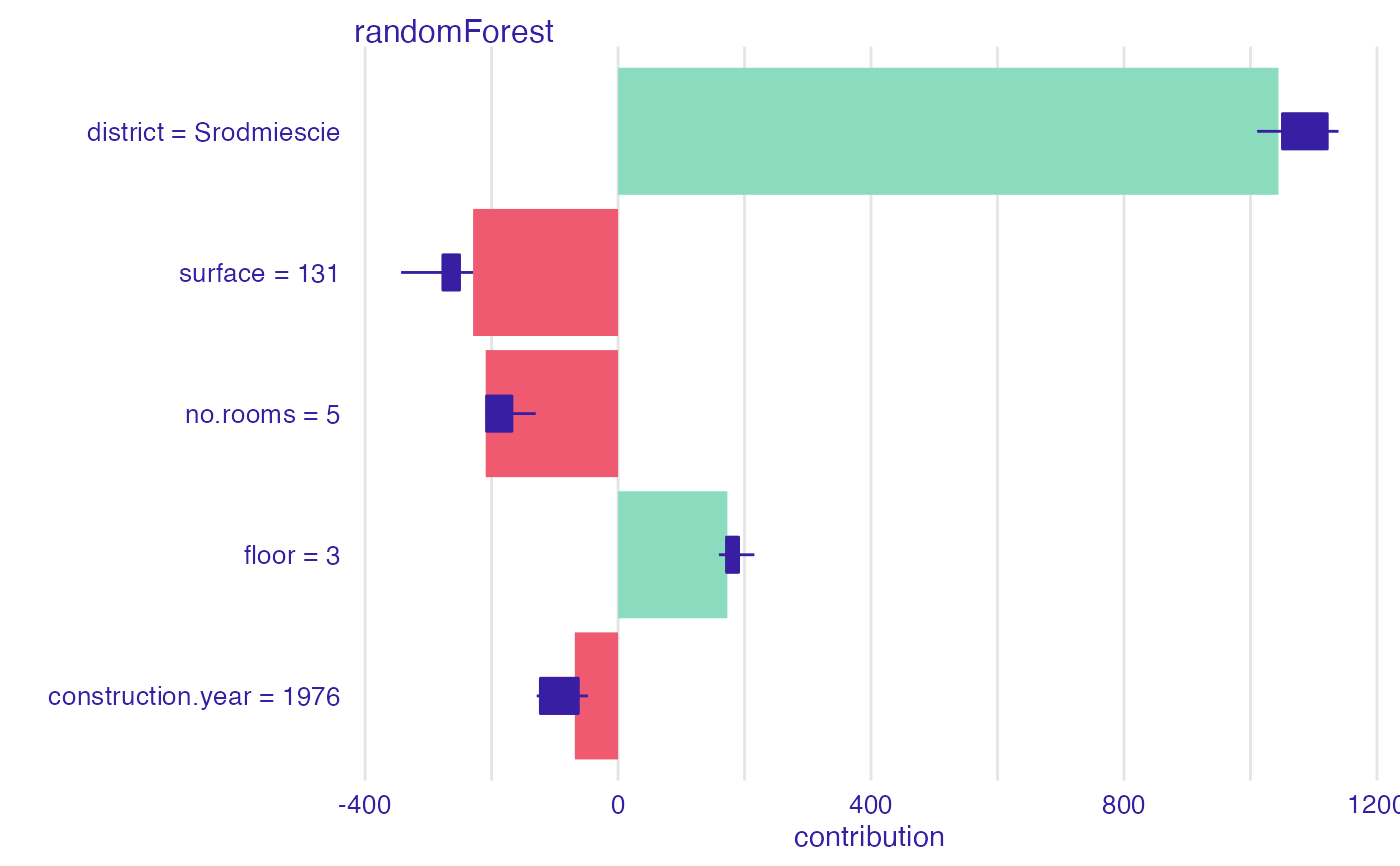 randomForest
district = Srodmiescie
surface = 131
no.rooms = 5
floor = 3
construction.year = 1976
-400 0 400 800 1200
contribution